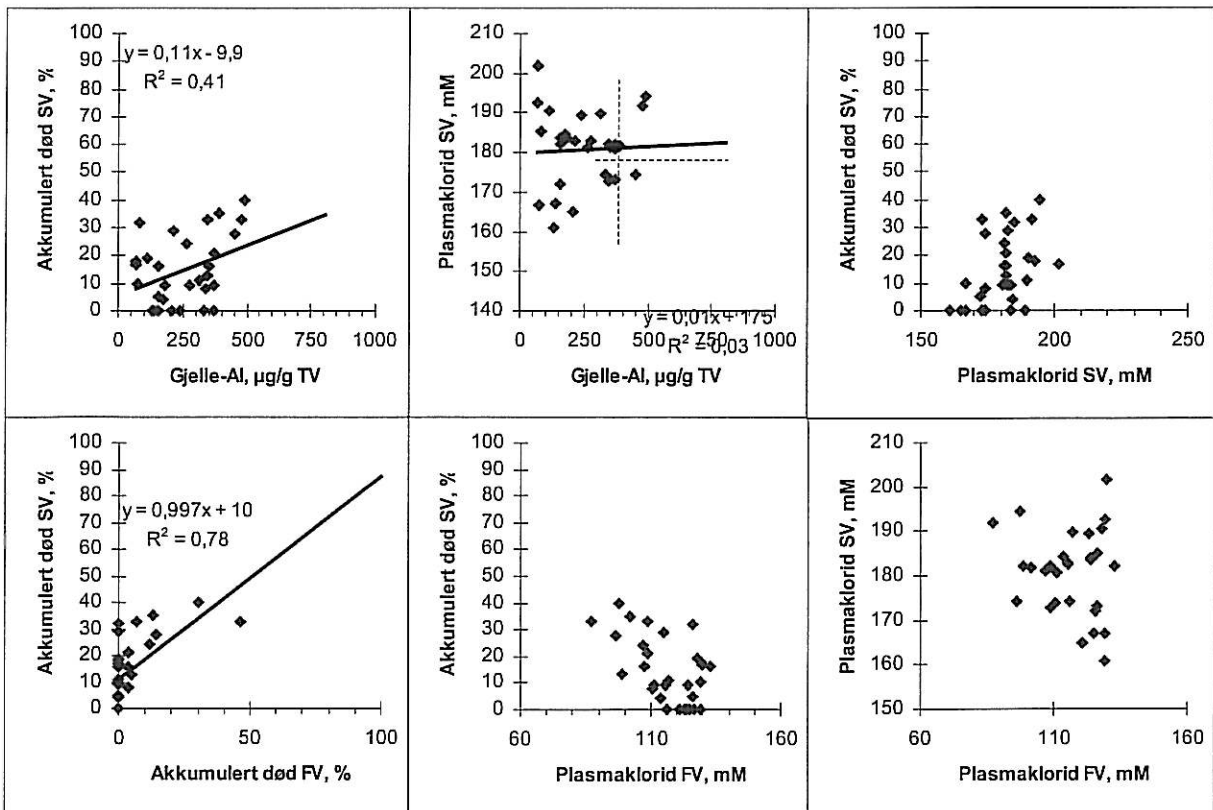 Akkumulert død SV, %
100
90
80
70
60
50
40
30
20
10
0
y = 0,11x - 9,9
R² = 0,41
0 250 500 750 1000
Gjelle-Al, µg/g TV
Plasmaklorid SV, mM
210
200
190
180
170
160
150
140
y = 0,01x + 175
R² = 0,03
0 250 500 750 1000
Gjelle-Al, µg/g TV
Akkumulert død SV, %
100
90
80
70
60
50
40
30
20
10
0
150 200 250
Plasmaklorid SV, mM
Akkumulert død SV, %
100
90
80
70
60
50
40
30
20
10
0
y = 0,997x + 10
R² = 0,78
0 50 100
Akkumulert død FV, %
Akkumulert død SV, %
100
90
80
70
60
50
40
30
20
10
0
60 110 160
Plasmaklorid FV, mM
Plasmaklorid SV, mM
210
200
190
180
170
160
150
60 110 160
Plasmaklorid FV, mM